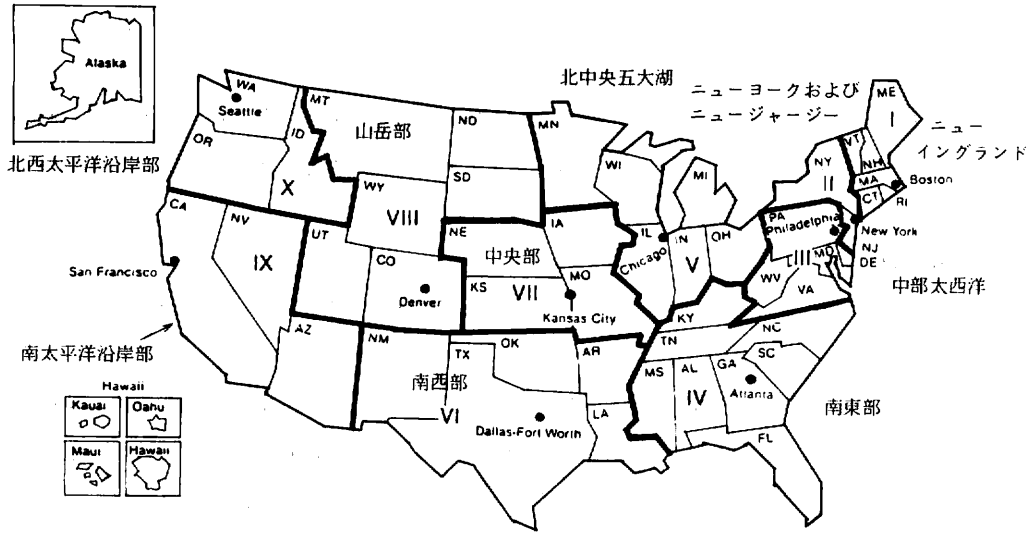 Alaska
北西太平洋沿岸部
北中央五大湖
ニューヨークおよび
ニュージャージー
ニュー
イングランド
WA
Seattle
OR
ID
X
MT
山岳部
ND
SD
WY
VIII
MN
WI
MI
NY
II
VT
NH
ME
I
MA
CT
RI
Boston
CA
NV
IX
San Francisco
南太平洋沿岸部
UT
CO
Denver
NE
中央部
KS
VII
IA
MO
Kansas City
IL
Chicago
IN
V
OH
PA
Philadelphia
III
MD
WV
VA
New York
NJ
DE
中部太西洋
AZ
NM
南西部
VI
TX
OK
Dallas-Fort Worth
AR
LA
KY
TN
MS
AL
IV
GA
Atlanta
NC
SC
FL
南東部
Hawaii
Kauai
Oahu
Maui
Hawaii